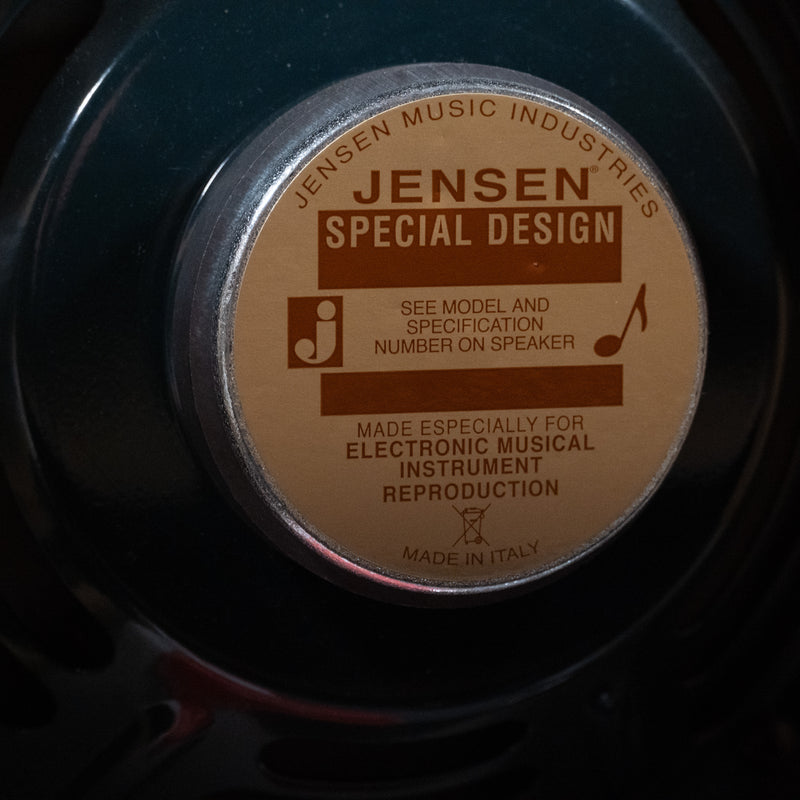 JENSEN MUSIC INDUSTRIES
JENSEN®
SPECIAL DESIGN
j
SEE MODEL AND
SPECIFICATION
NUMBER ON SPEAKER
MADE ESPECIALLY FOR
ELECTRONIC MUSICAL
INSTRUMENT
REPRODUCTION
MADE IN ITALY